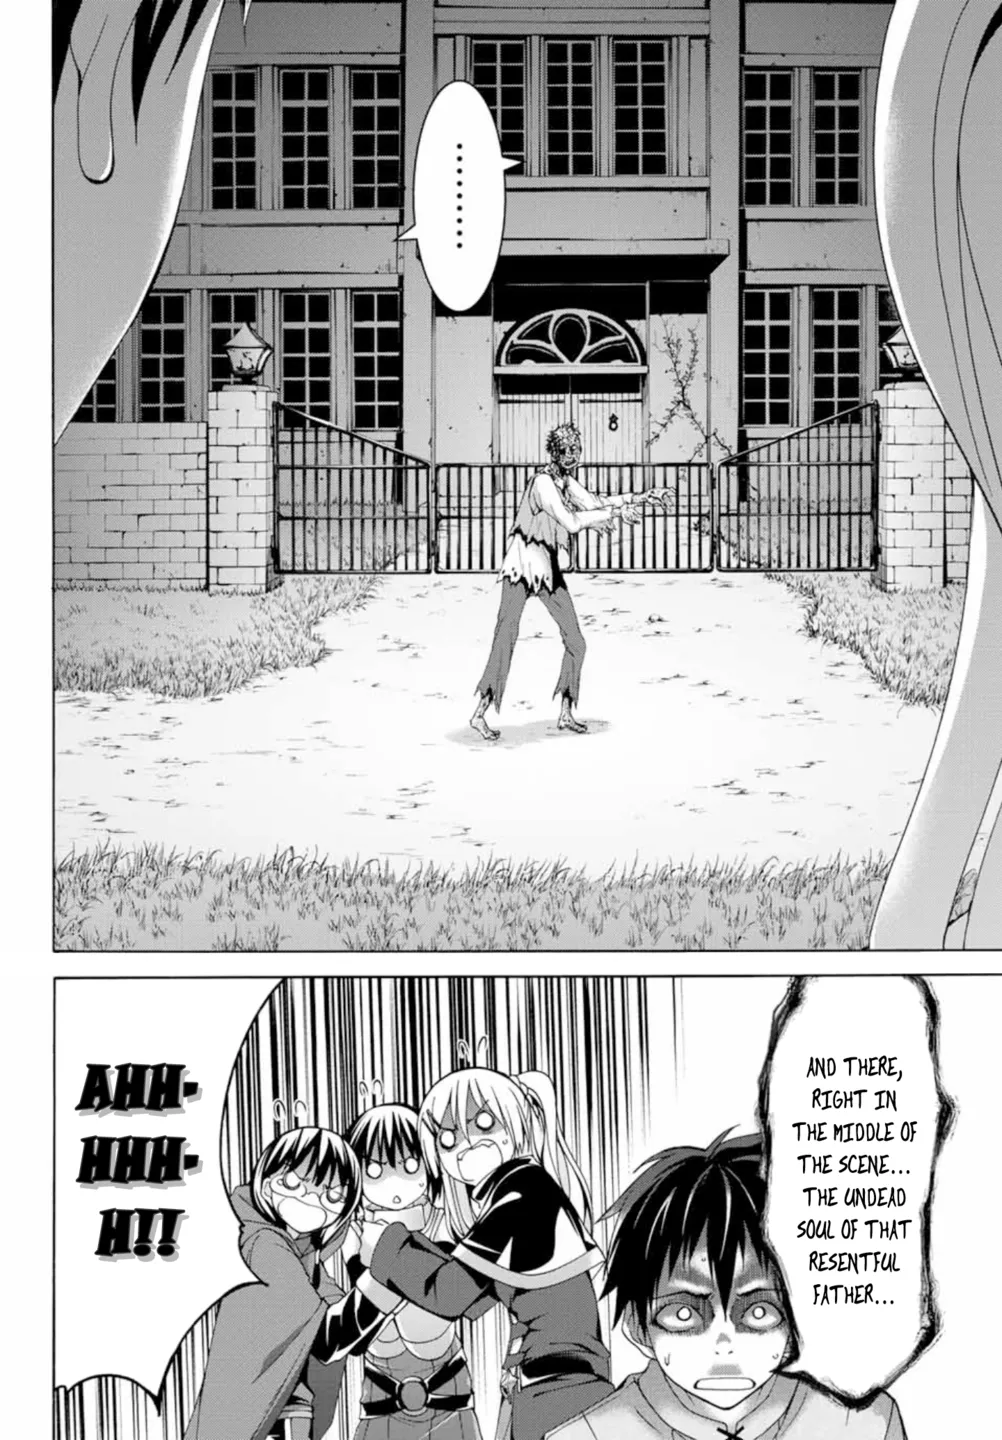 .........
AND THERE,
RIGHT IN
THE MIDDLE OF
THE SCENE...
THE UNDEAD
SOUL OF THAT
RESENTFUL
FATHER...
AHH-
HHH-
H!!